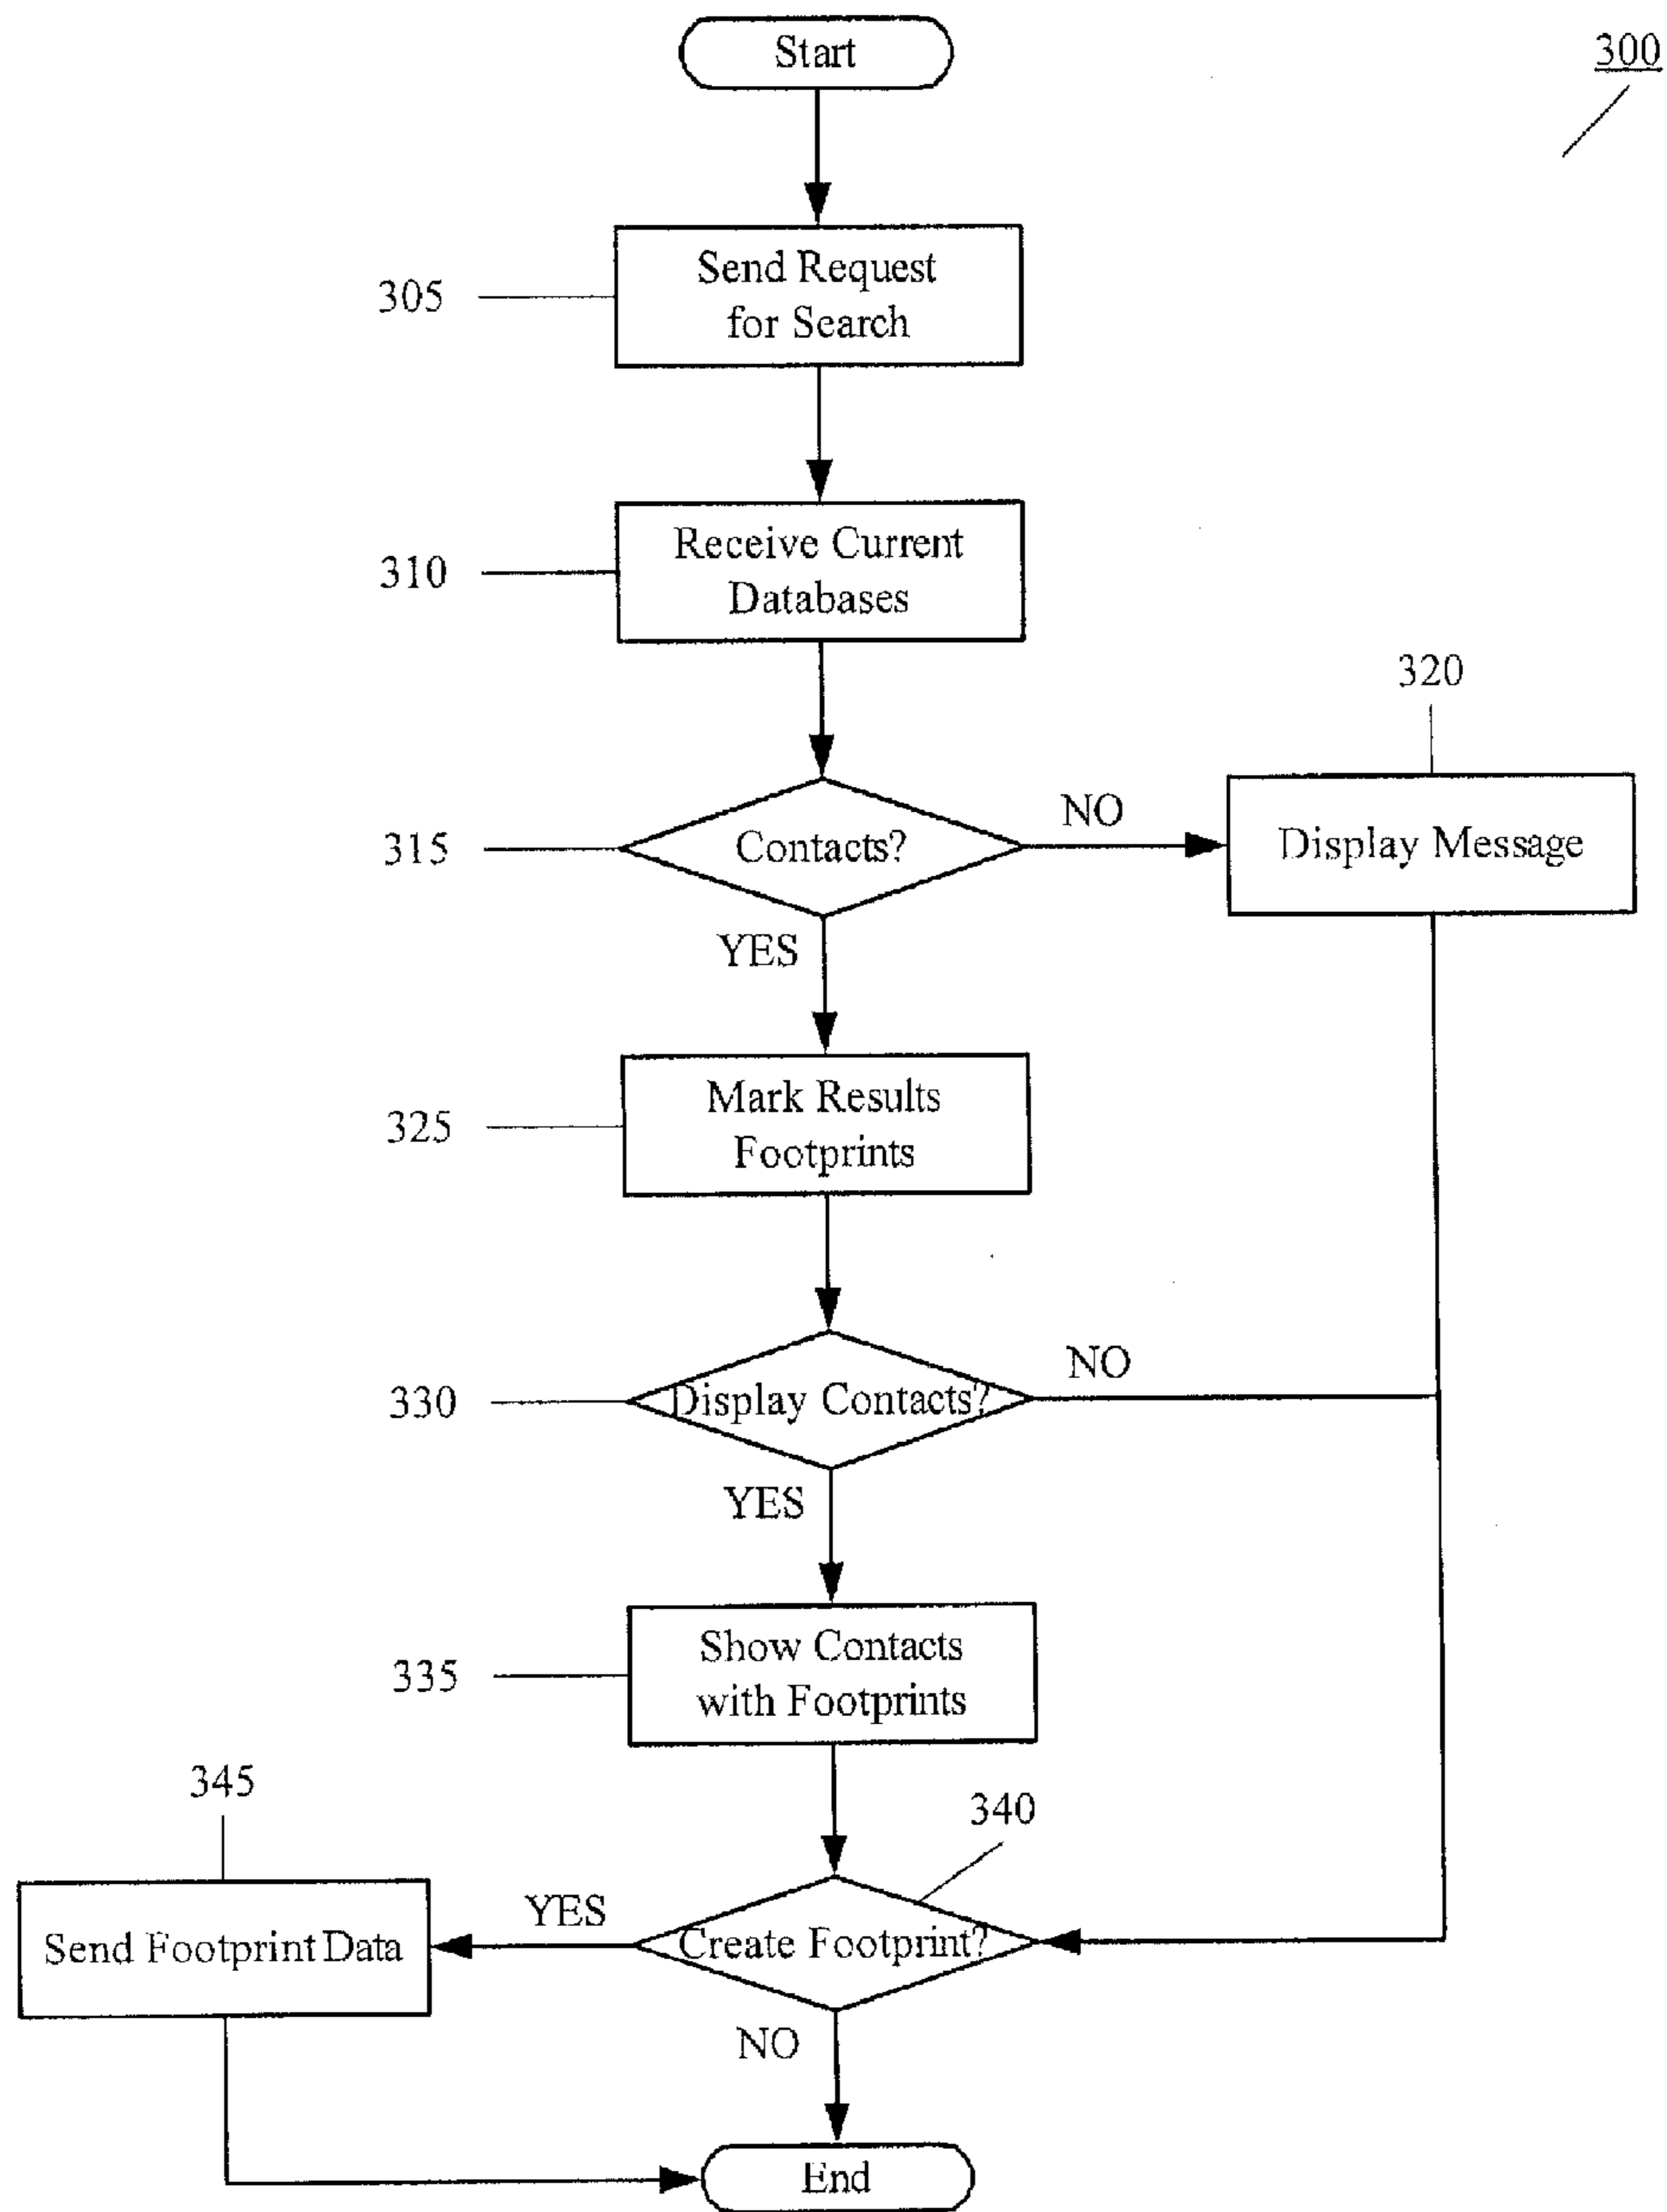 Start
300
305
Send Request
for Search
310
Receive Current
Databases
320
315
Contacts?
NO
Display Message
YES
325
Mark Results
Footprints
330
Display Contacts?
NO
YES
335
Show Contacts
with Footprints
345
340
Send Footprint Data
YES
Create Footprint?
NO
End